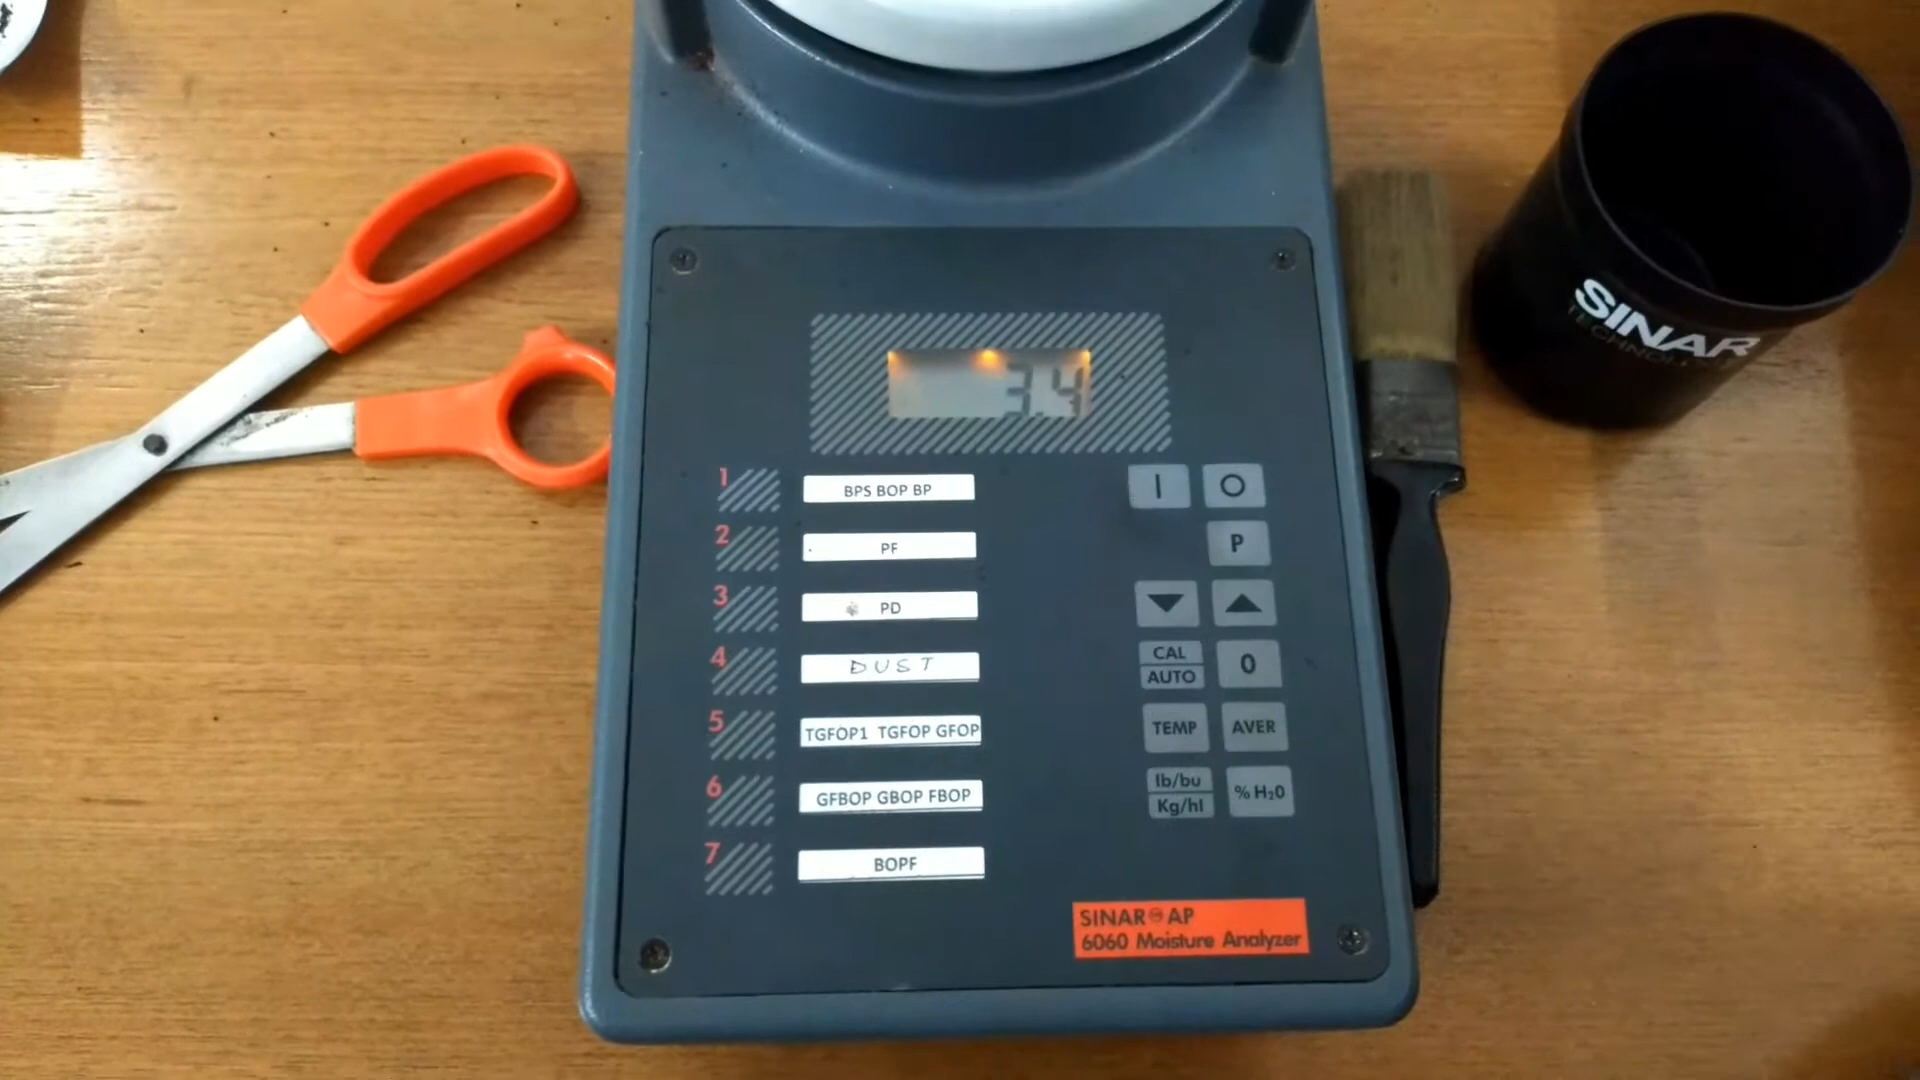 3.4
1 BPS BOP BP
2 PF
3 PD
4 DUST
5 TGFOP1 TGFOP GFOP
6 GFBOP GBOP FBOP
7 BOPF
I O
P
CAL
AUTO
0
TEMP AVER
lb/bu
Kg/hl
% H₂0
SINAR AP
6060 Moisture Analyzer
SINAR